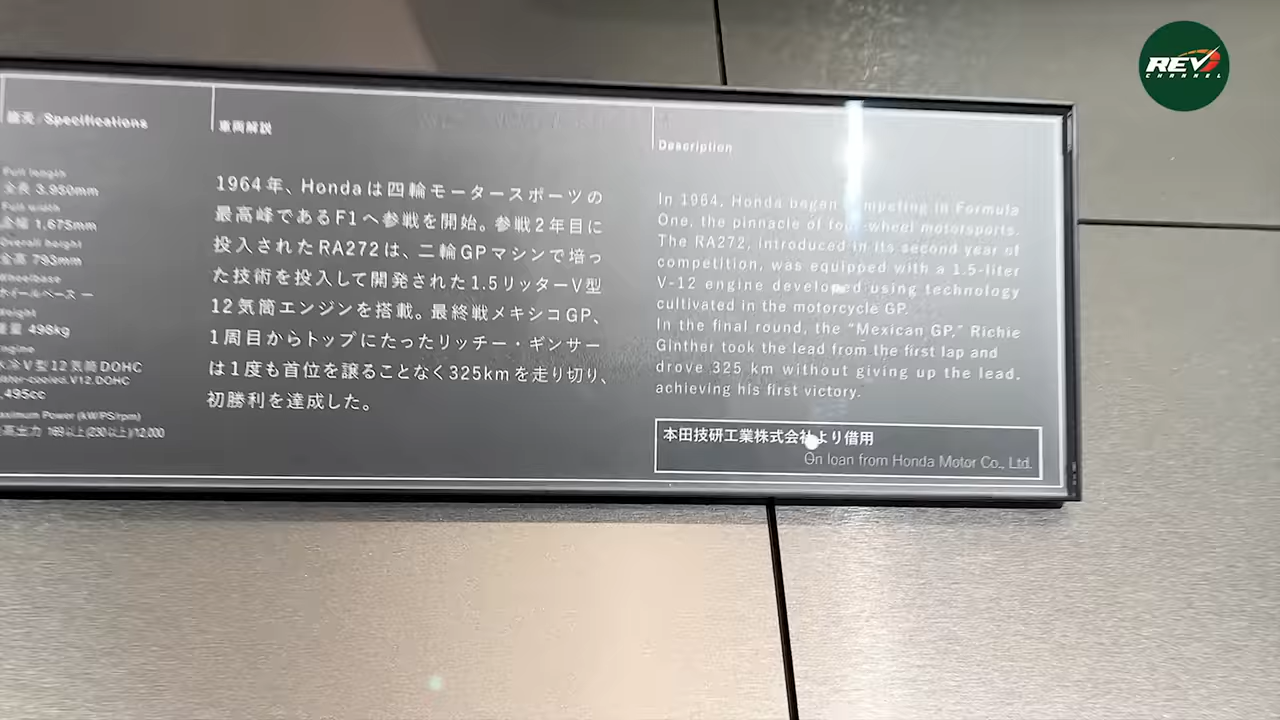 諸元 / Specifications
Full length
全長 3,950mm
Full width
全幅 1,675mm
Overall height
全高 793mm
Wheelbase
ホイールベース ー
Weight
重量 498kg
Engine
水冷V型12気筒DOHC
water-cooled, V12, DOHC
1,495cc
Maximum Power (kW/PS/rpm)
最高出力 169以上(230以上)/12,000
車両解説
1964年、Hondaは四輪モータースポーツの
最高峰であるF1へ参戦を開始。参戦2年目に
投入されたRA272は、二輪GPマシンで培っ
た技術を投入して開発された1.5リッターV型
12気筒エンジンを搭載。最終戦メキシコGP、
1周目からトップにたったリッチー・ギンサー
は1度も首位を譲ることなく325kmを走り切り、
初勝利を達成した。
Description
In 1964, Honda began competing in Formula
One, the pinnacle of four-wheel motorsports.
The RA272, introduced in its second year of
competition, was equipped with a 1.5-liter
V-12 engine developed using technology
cultivated in the motorcycle GP.
In the final round, the "Mexican GP," Richie
Ginther took the lead from the first lap and
drove 325 km without giving up the lead,
achieving his first victory.
本田技研工業株式会社より借用
On loan from Honda Motor Co., Ltd.
REV
CHANNEL